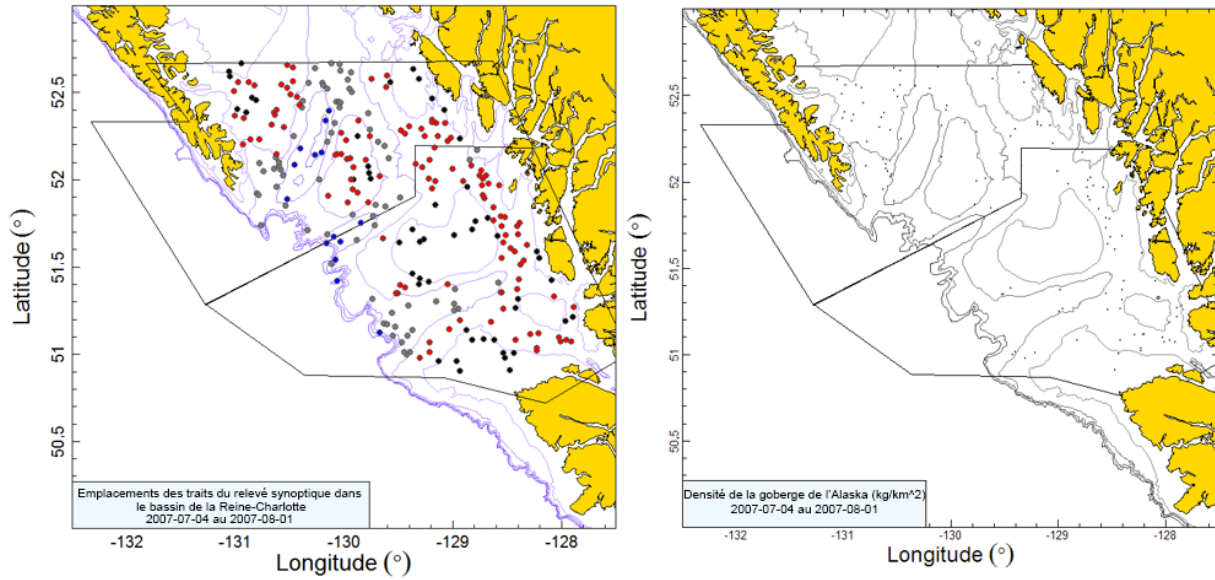 Latitude (°)
52.5
52
51.5
51
50.5
Emplacements des traits du relevé synoptique dans
le bassin de la Reine-Charlotte
2007-07-04 au 2007-08-01
-132
-131
-130
-129
-128
Longitude (°)
Latitude (°)
52.5
52
51.5
51
50.5
Densité de la goberge de l'Alaska (kg/km^2)
2007-07-04 au 2007-08-01
-132
-131
-130
-129
-128
Longitude (°)